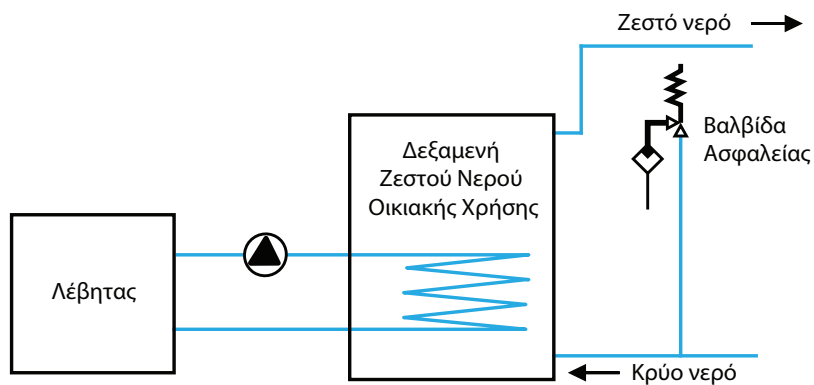 Ζεστό νερό
Βαλβίδα
Ασφαλείας
Δεξαμενή
Ζεστού Νερού
Οικιακής Χρήσης
Λέβητας
Κρύο νερό